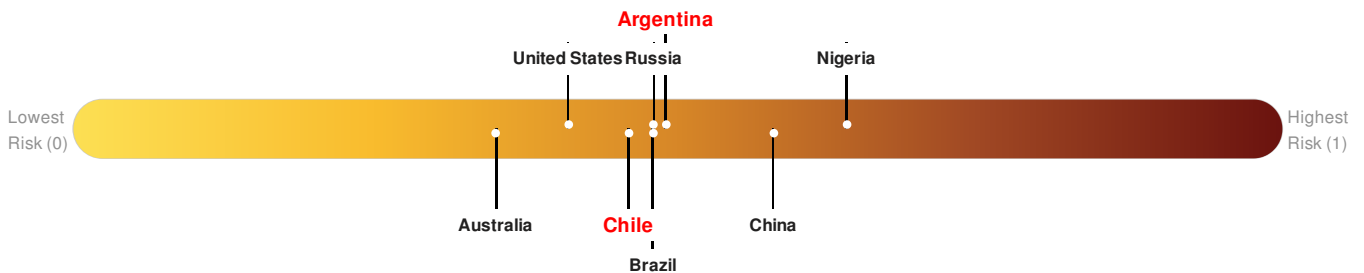 Argentina
United States Russia Nigeria
Lowest
Risk (0)
Highest
Risk (1)
Australia Chile China
Brazil